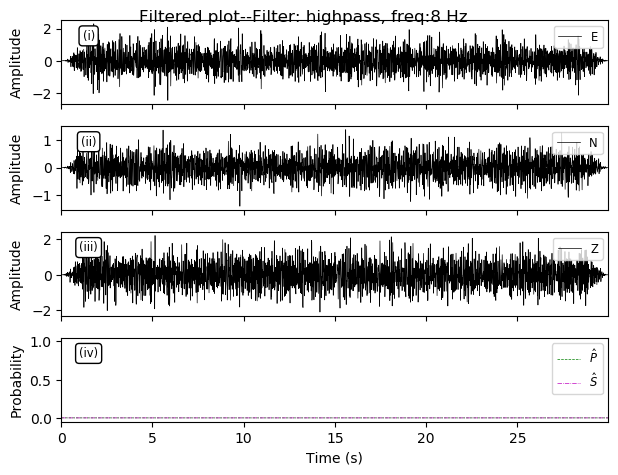 Filtered plot--Filter: highpass, freq:8 Hz
Amplitude
2
0
−2
(i)
E
Amplitude
1
0
−1
(ii)
N
Amplitude
2
0
−2
(iii)
Z
Probability
1.0
0.5
0.0
(iv)
P̂
Ŝ
0 5 10 15 20 25
Time (s)